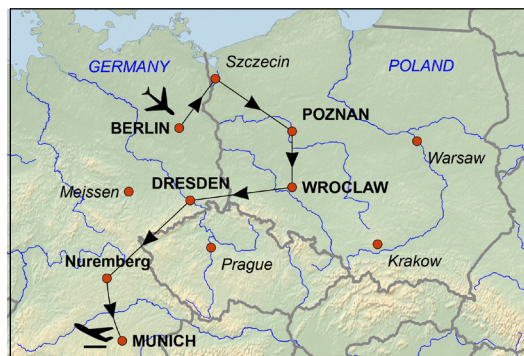 Szczecin
GERMANY
POLAND
BERLIN
POZNAN
Warsaw
Meissen
DRESDEN
WROCLAW
Nuremberg
Prague
Krakow
MUNICH